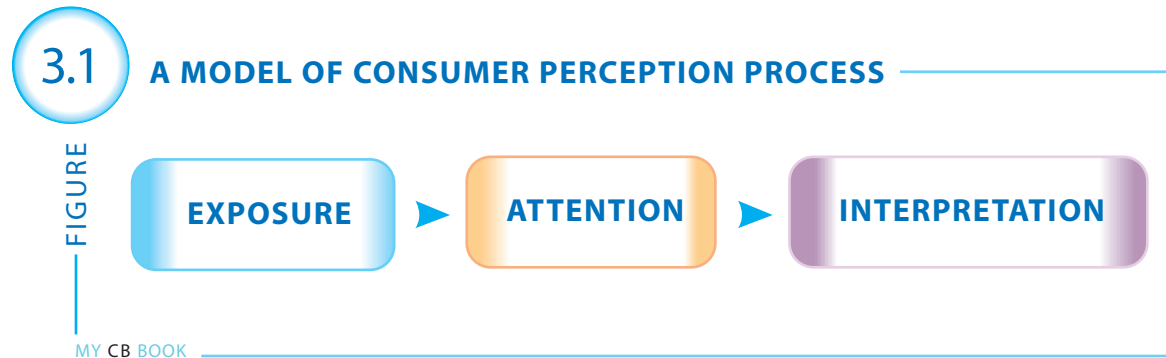 3.1
A MODEL OF CONSUMER PERCEPTION PROCESS
FIGURE
EXPOSURE
ATTENTION
INTERPRETATION
MY CB BOOK